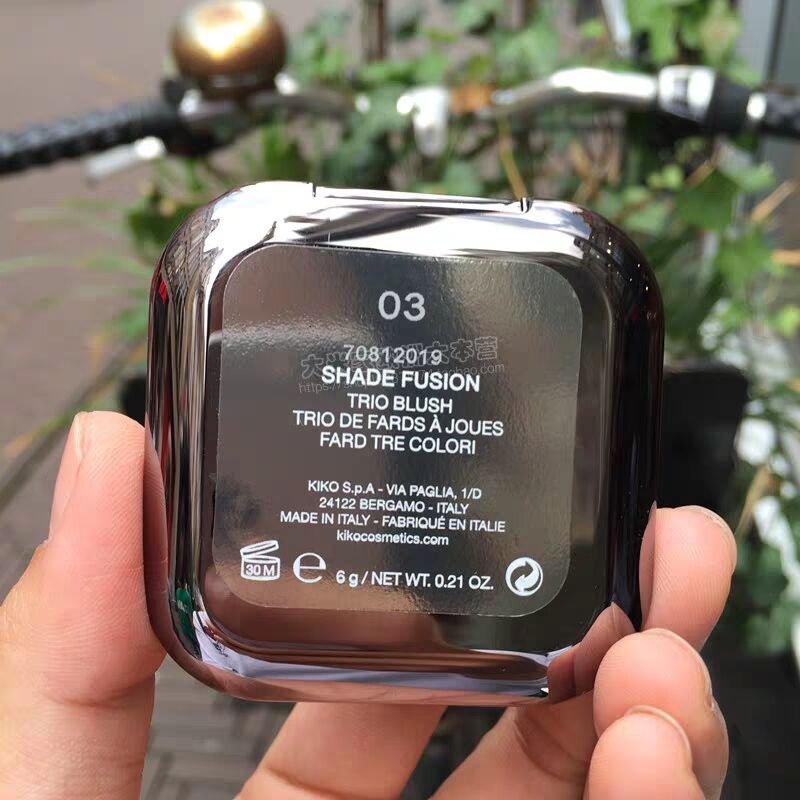 03
70812019
SHADE FUSION
TRIO BLUSH
TRIO DE FARDS À JOUES
FARD TRE COLORI
KIKO S.p.A - VIA PAGLIA, 1/D
24122 BERGAMO - ITALY
MADE IN ITALY - FABRIQUÉ EN ITALIE
kikocosmetics.com
30 M
e 6 g / NET WT. 0.21 OZ.